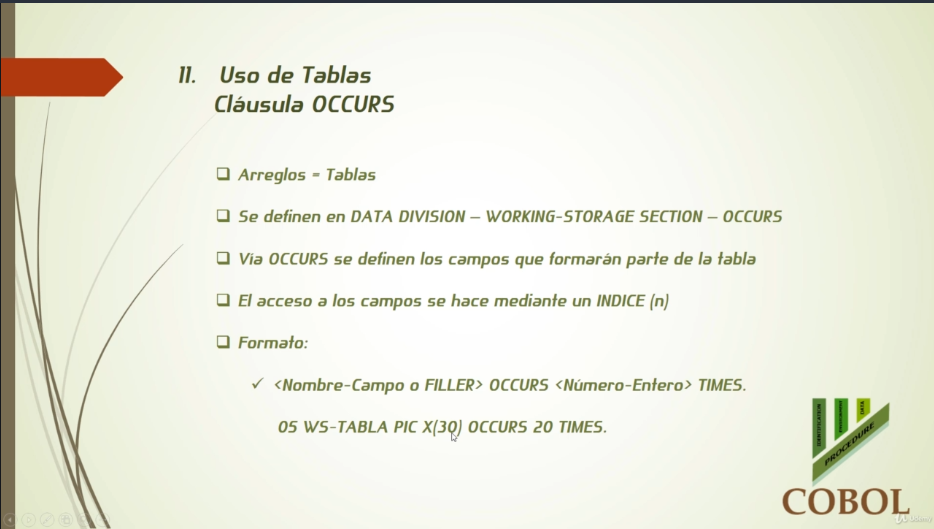 11. Uso de Tablas
Cláusula OCCURS
Arreglos = Tablas
Se definen en DATA DIVISION – WORKING-STORAGE SECTION – OCCURS
Vía OCCURS se definen los campos que formarán parte de la tabla
El acceso a los campos se hace mediante un INDICE (n)
Formato:
<Nombre-Campo o FILLER> OCCURS <Número-Entero> TIMES.
05 WS-TABLA PIC X(30) OCCURS 20 TIMES.
IDENTIFICATION
ENVIRONMENT
DATA
PROCEDURE
COBOL
Udemy